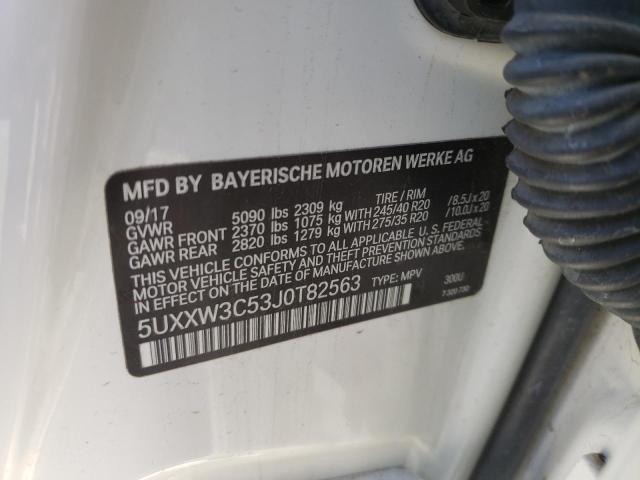 MFD BY BAYERISCHE MOTOREN WERKE AG
09/17 TIRE / RIM
GVWR 5090 lbs 2309 kg
GAWR FRONT 2370 lbs 1075 kg WITH 245/40 R20 /8.5J x 20
GAWR REAR 2820 lbs 1279 kg WITH 275/35 R20 /10.0J x 20
THIS VEHICLE CONFORMS TO ALL APPLICABLE U. S. FEDERAL
MOTOR VEHICLE SAFETY AND THEFT PREVENTION STANDARDS
IN EFFECT ON THE DATE OF MANUFACTURE SHOWN ABOVE.
5UXXW3C53J0T82563 TYPE: MPV 300U
7 320 730